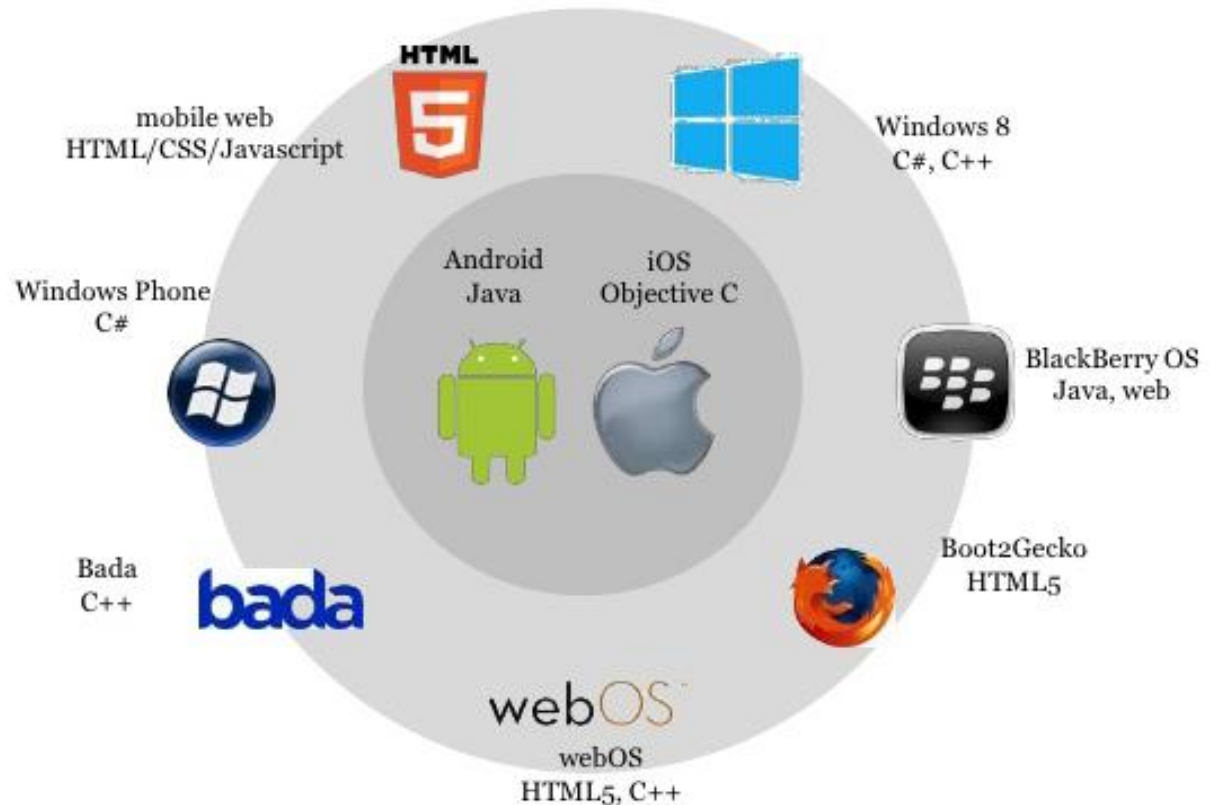 HTML
5
mobile web
HTML/CSS/Javascript
Windows 8
C#, C++
Android
Java
iOS
Objective C
Windows Phone
C#
BlackBerry OS
Java, web
Boot2Gecko
HTML5
Bada
C++
bada
webOS
webOS
HTML5, C++